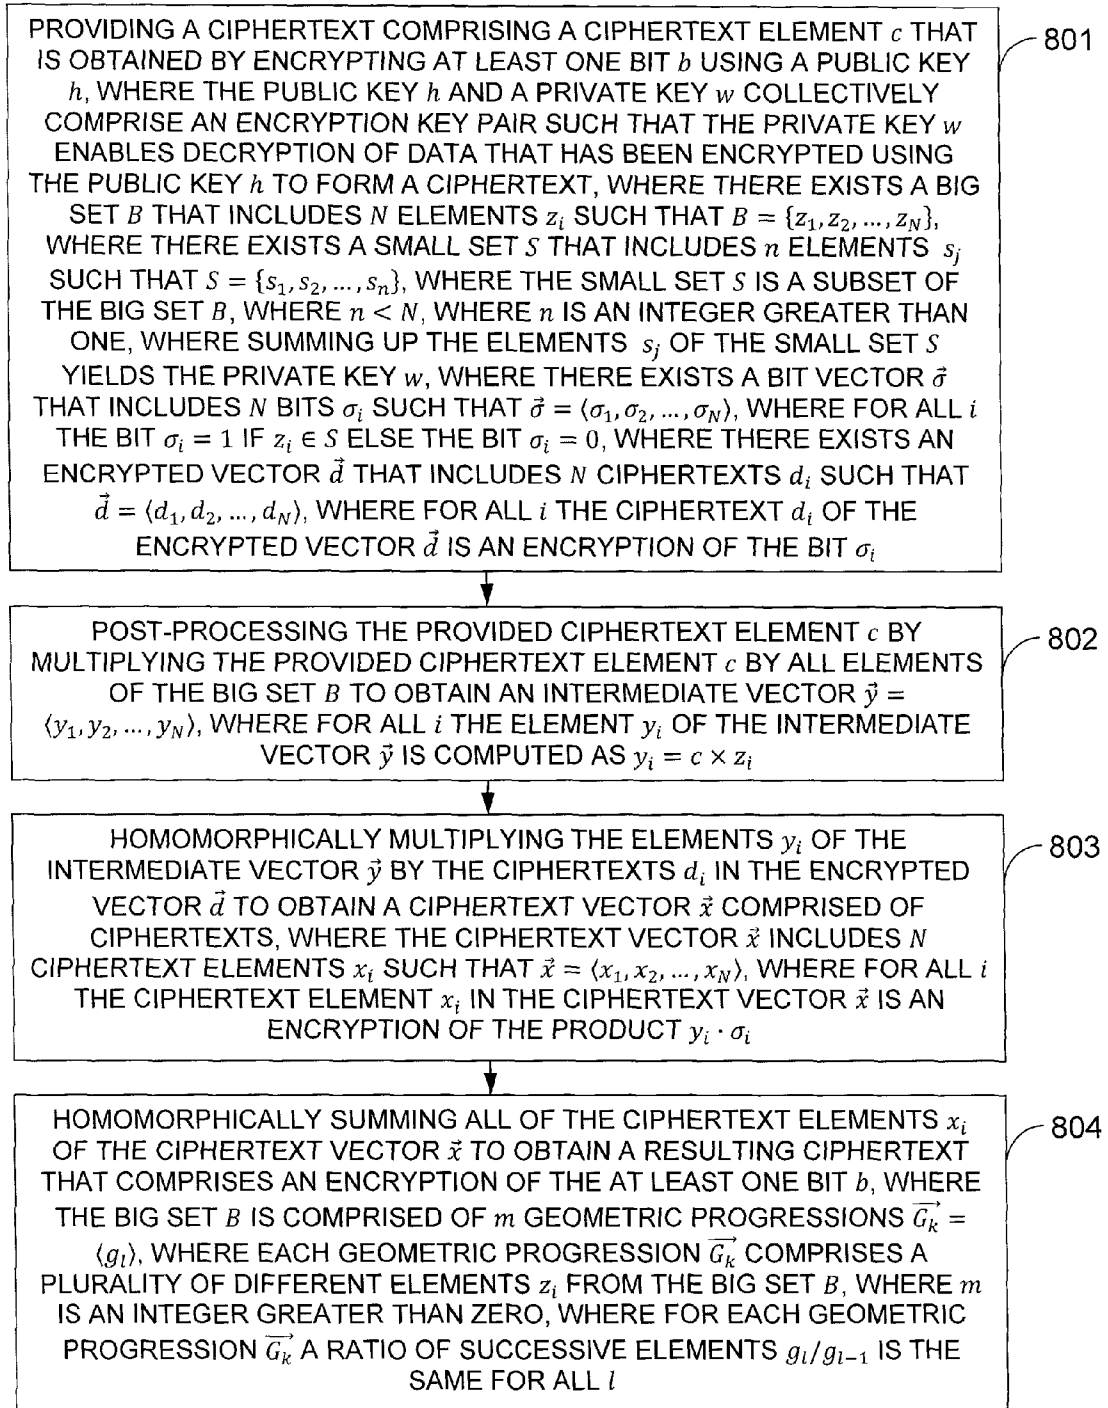 PROVIDING A CIPHERTEXT COMPRISING A CIPHERTEXT ELEMENT c THAT
IS OBTAINED BY ENCRYPTING AT LEAST ONE BIT b USING A PUBLIC KEY
h, WHERE THE PUBLIC KEY h AND A PRIVATE KEY w COLLECTIVELY
COMPRISE AN ENCRYPTION KEY PAIR SUCH THAT THE PRIVATE KEY w
ENABLES DECRYPTION OF DATA THAT HAS BEEN ENCRYPTED USING
THE PUBLIC KEY h TO FORM A CIPHERTEXT, WHERE THERE EXISTS A BIG
SET B THAT INCLUDES N ELEMENTS z_i SUCH THAT B = {z_1, z_2, ..., z_N},
WHERE THERE EXISTS A SMALL SET S THAT INCLUDES n ELEMENTS s_j
SUCH THAT S = {s_1, s_2, ..., s_n}, WHERE THE SMALL SET S IS A SUBSET OF
THE BIG SET B, WHERE n < N, WHERE n IS AN INTEGER GREATER THAN
ONE, WHERE SUMMING UP THE ELEMENTS s_j OF THE SMALL SET S
YIELDS THE PRIVATE KEY w, WHERE THERE EXISTS A BIT VECTOR σ⃗
THAT INCLUDES N BITS σ_i SUCH THAT σ⃗ = ⟨σ_1, σ_2, ..., σ_N⟩, WHERE FOR ALL i
THE BIT σ_i = 1 IF z_i ∈ S ELSE THE BIT σ_i = 0, WHERE THERE EXISTS AN
ENCRYPTED VECTOR d⃗ THAT INCLUDES N CIPHERTEXTS d_i SUCH THAT
d⃗ = ⟨d_1, d_2, ..., d_N⟩, WHERE FOR ALL i THE CIPHERTEXT d_i OF THE
ENCRYPTED VECTOR d⃗ IS AN ENCRYPTION OF THE BIT σ_i
801
POST-PROCESSING THE PROVIDED CIPHERTEXT ELEMENT c BY
MULTIPLYING THE PROVIDED CIPHERTEXT ELEMENT c BY ALL ELEMENTS
OF THE BIG SET B TO OBTAIN AN INTERMEDIATE VECTOR y⃗ =
⟨y_1, y_2, ..., y_N⟩, WHERE FOR ALL i THE ELEMENT y_i OF THE INTERMEDIATE
VECTOR y⃗ IS COMPUTED AS y_i = c × z_i
802
HOMOMORPHICALLY MULTIPLYING THE ELEMENTS y_i OF THE
INTERMEDIATE VECTOR y⃗ BY THE CIPHERTEXTS d_i IN THE ENCRYPTED
VECTOR d⃗ TO OBTAIN A CIPHERTEXT VECTOR x⃗ COMPRISED OF
CIPHERTEXTS, WHERE THE CIPHERTEXT VECTOR x⃗ INCLUDES N
CIPHERTEXT ELEMENTS x_i SUCH THAT x⃗ = ⟨x_1, x_2, ..., x_N⟩, WHERE FOR ALL i
THE CIPHERTEXT ELEMENT x_i IN THE CIPHERTEXT VECTOR x⃗ IS AN
ENCRYPTION OF THE PRODUCT y_i · σ_i
803
HOMOMORPHICALLY SUMMING ALL OF THE CIPHERTEXT ELEMENTS x_i
OF THE CIPHERTEXT VECTOR x⃗ TO OBTAIN A RESULTING CIPHERTEXT
THAT COMPRISES AN ENCRYPTION OF THE AT LEAST ONE BIT b, WHERE
THE BIG SET B IS COMPRISED OF m GEOMETRIC PROGRESSIONS G⃗_k =
⟨g_l⟩, WHERE EACH GEOMETRIC PROGRESSION G⃗_k COMPRISES A
PLURALITY OF DIFFERENT ELEMENTS z_i FROM THE BIG SET B, WHERE m
IS AN INTEGER GREATER THAN ZERO, WHERE FOR EACH GEOMETRIC
PROGRESSION G⃗_k A RATIO OF SUCCESSIVE ELEMENTS g_l/g_{l-1} IS THE
SAME FOR ALL l
804